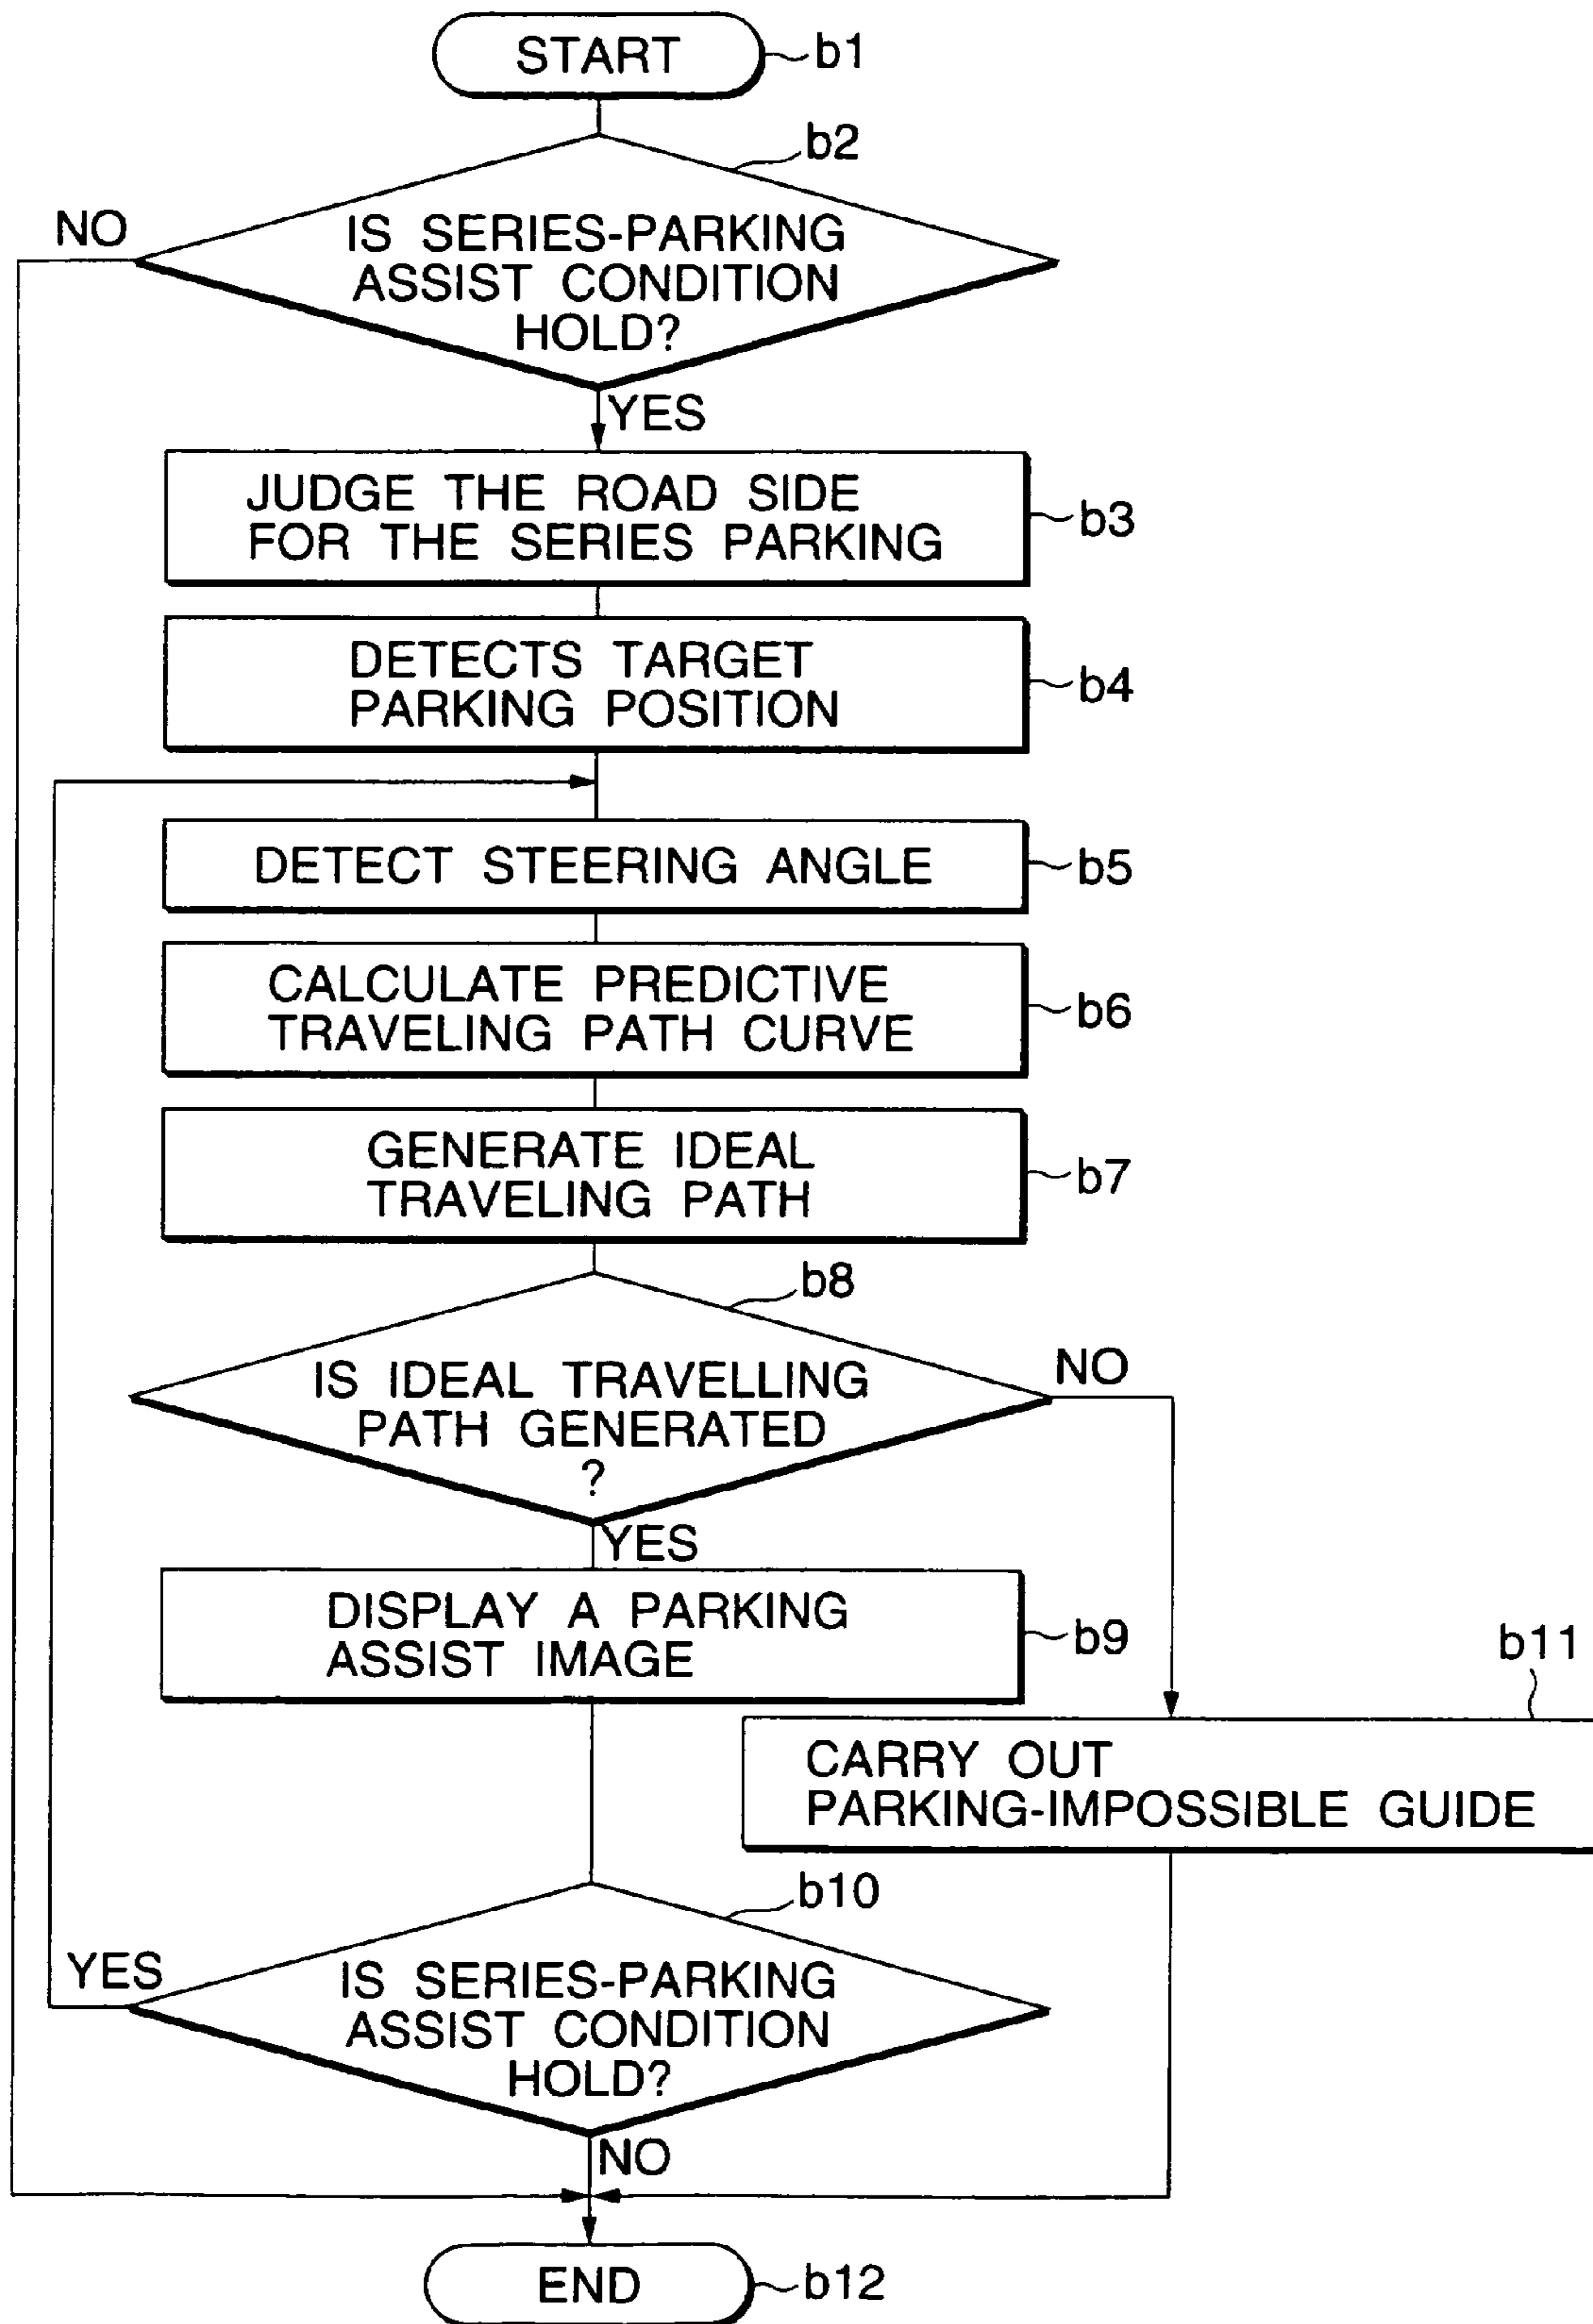 START
b1
b2
NO
IS SERIES-PARKING
ASSIST CONDITION
HOLD?
YES
JUDGE THE ROAD SIDE
FOR THE SERIES PARKING
b3
DETECTS TARGET
PARKING POSITION
b4
DETECT STEERING ANGLE
b5
CALCULATE PREDICTIVE
TRAVELING PATH CURVE
b6
GENERATE IDEAL
TRAVELING PATH
b7
b8
IS IDEAL TRAVELLING
PATH GENERATED
?
NO
YES
DISPLAY A PARKING
ASSIST IMAGE
b9
b11
CARRY OUT
PARKING-IMPOSSIBLE GUIDE
b10
YES
IS SERIES-PARKING
ASSIST CONDITION
HOLD?
NO
END
b12